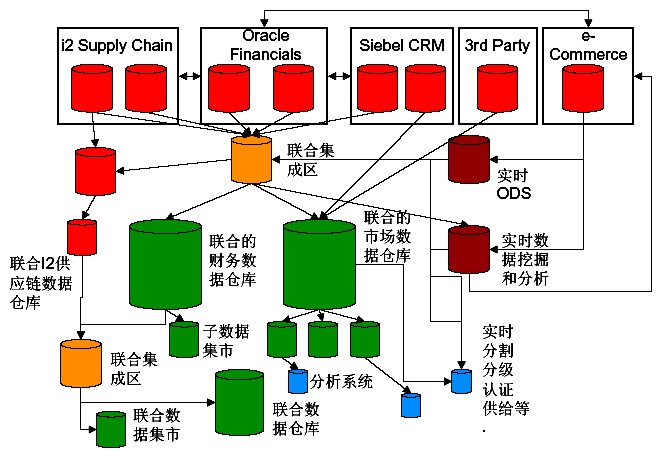 i2 Supply Chain
Oracle
Financials
Siebel CRM
3rd Party
e-
Commerce
联合集
成区
实时
ODS
联合的
财务数
据仓库
联合的
市场数
据仓库
实时数
据挖掘
和分析
联合I2供
应链数据
仓库
子数据
集市
联合集
成区
分析系统
实时
分割
分级
认证
供给等
.
联合数
据集市
联合数
据仓库